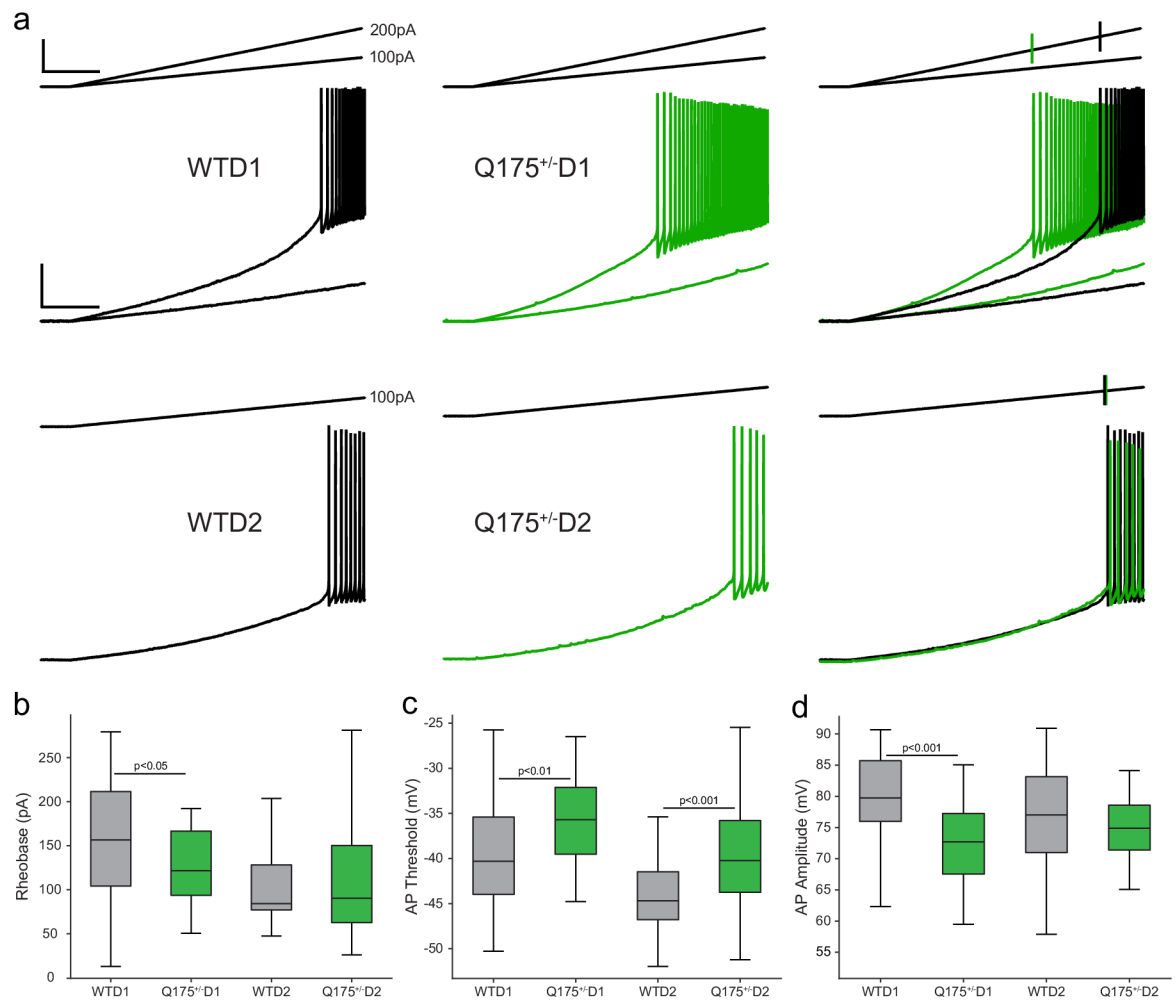 a
200pA
100pA
WTD1
Q175+/-D1
100pA
WTD2
Q175+/-D2
b
Rheobase (pA)
250
200
150
100
50
0
p<0.05
WTD1
Q175+/-D1
WTD2
Q175+/-D2
c
AP Threshold (mV)
-25
-30
-35
-40
-45
-50
p<0.01
p<0.001
WTD1
Q175+/-D1
WTD2
Q175+/-D2
d
AP Amplitude (mV)
90
85
80
75
70
65
60
55
p<0.001
WTD1
Q175+/-D1
WTD2
Q175+/-D2